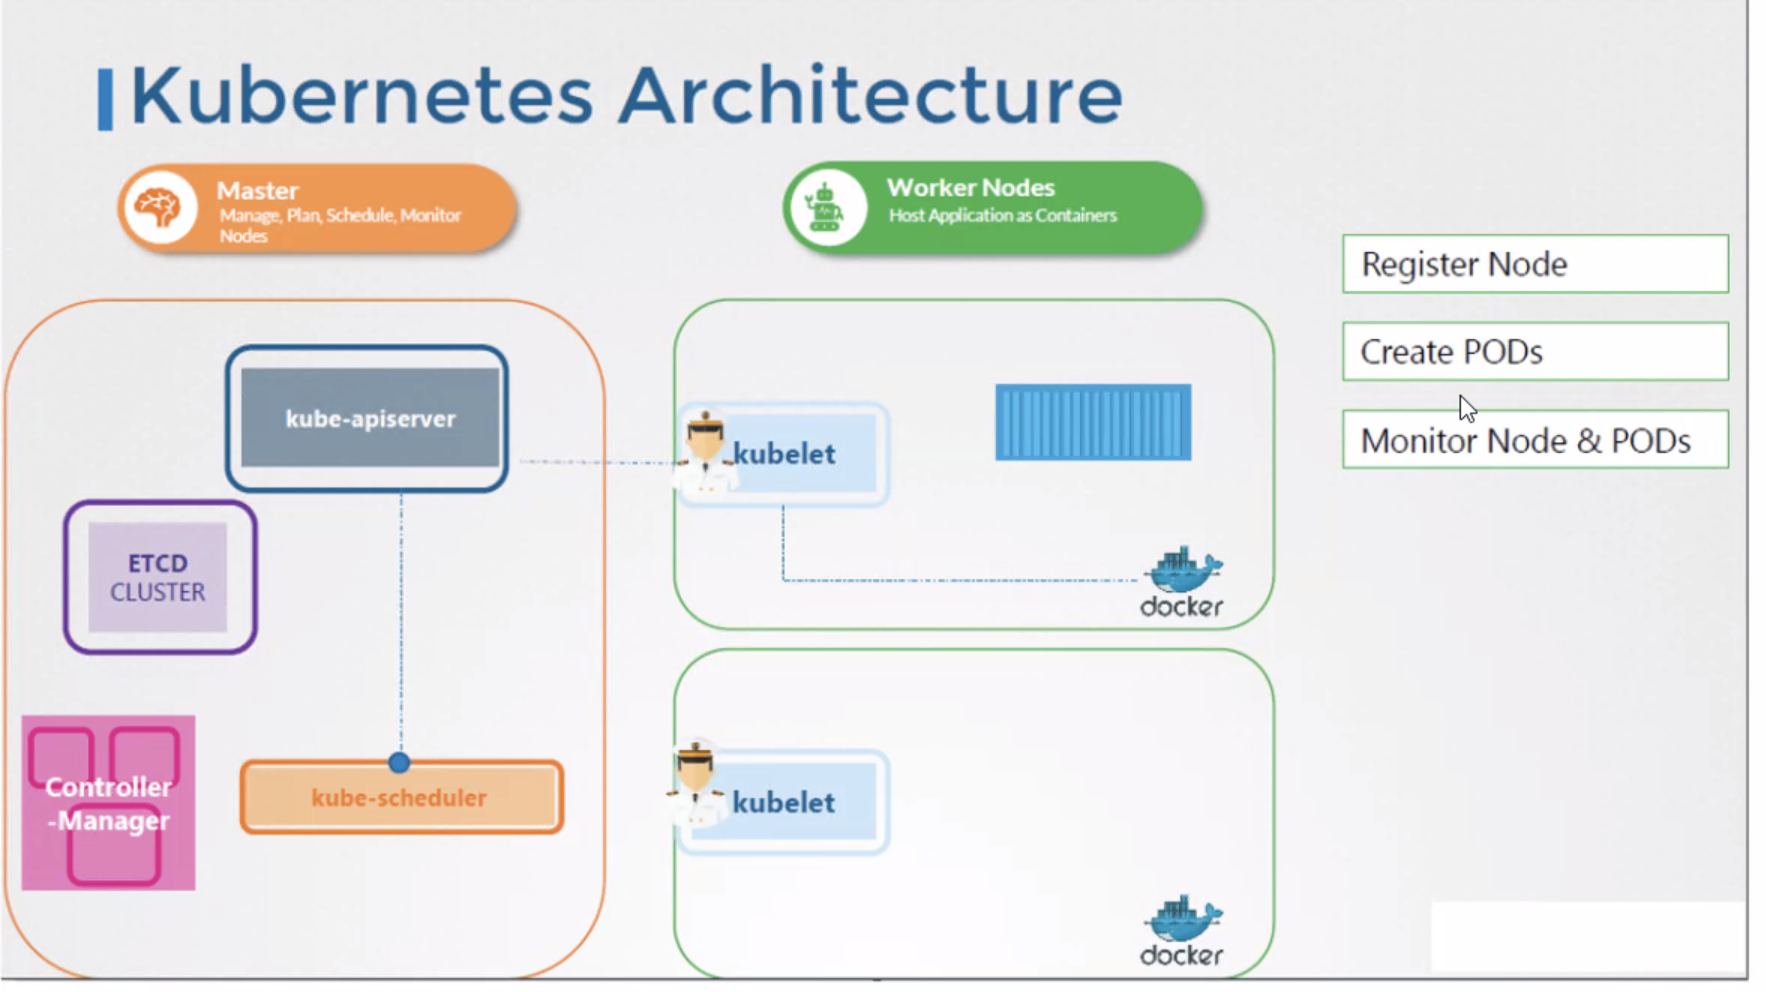 Kubernetes Architecture
Master
Manage, Plan, Schedule, Monitor
Nodes
Worker Nodes
Host Application as Containers
Register Node
Create PODs
Monitor Node & PODs
kube-apiserver
kubelet
docker
ETCD
CLUSTER
Controller
-Manager
kube-scheduler
kubelet
docker